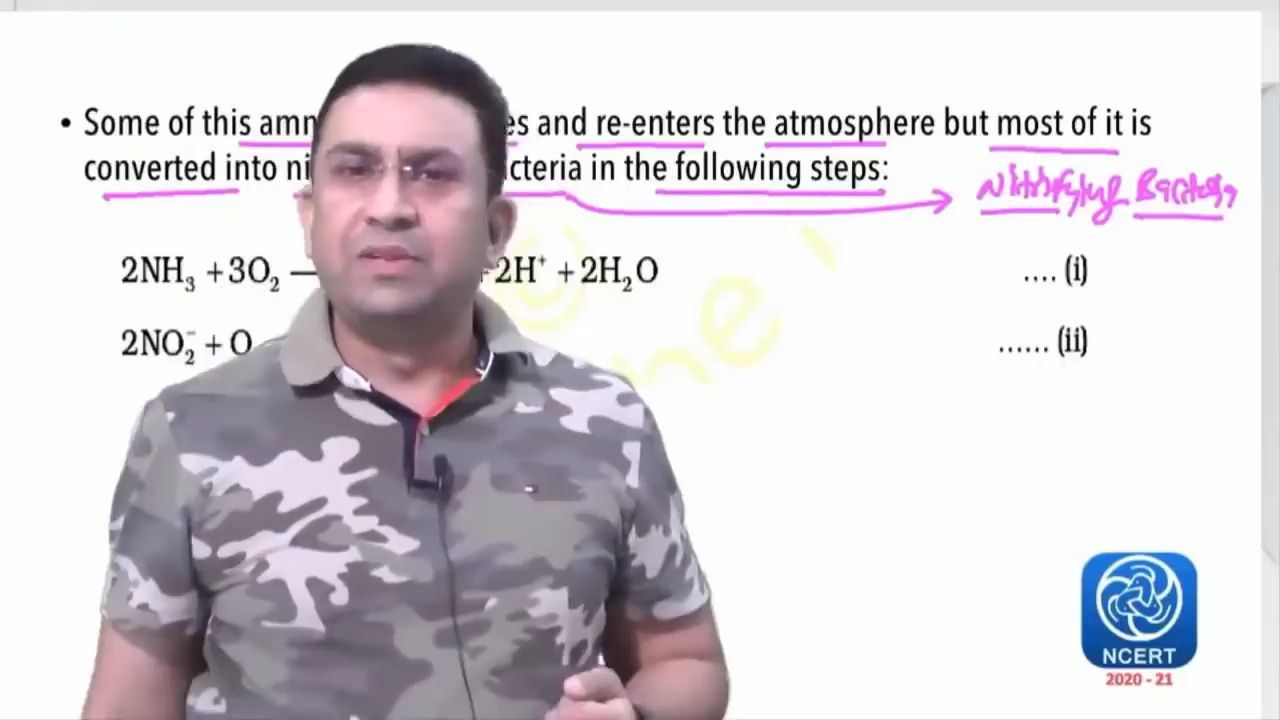 • Some of this amm es and re-enters the atmosphere but most of it is
converted into ni cteria in the following steps:
Nitrifying Bacteria
2NH₃ + 3O₂ — + 2H⁺ + 2H₂O .... (i)
2NO₂⁻ + O ...... (ii)
NCERT
2020 - 21